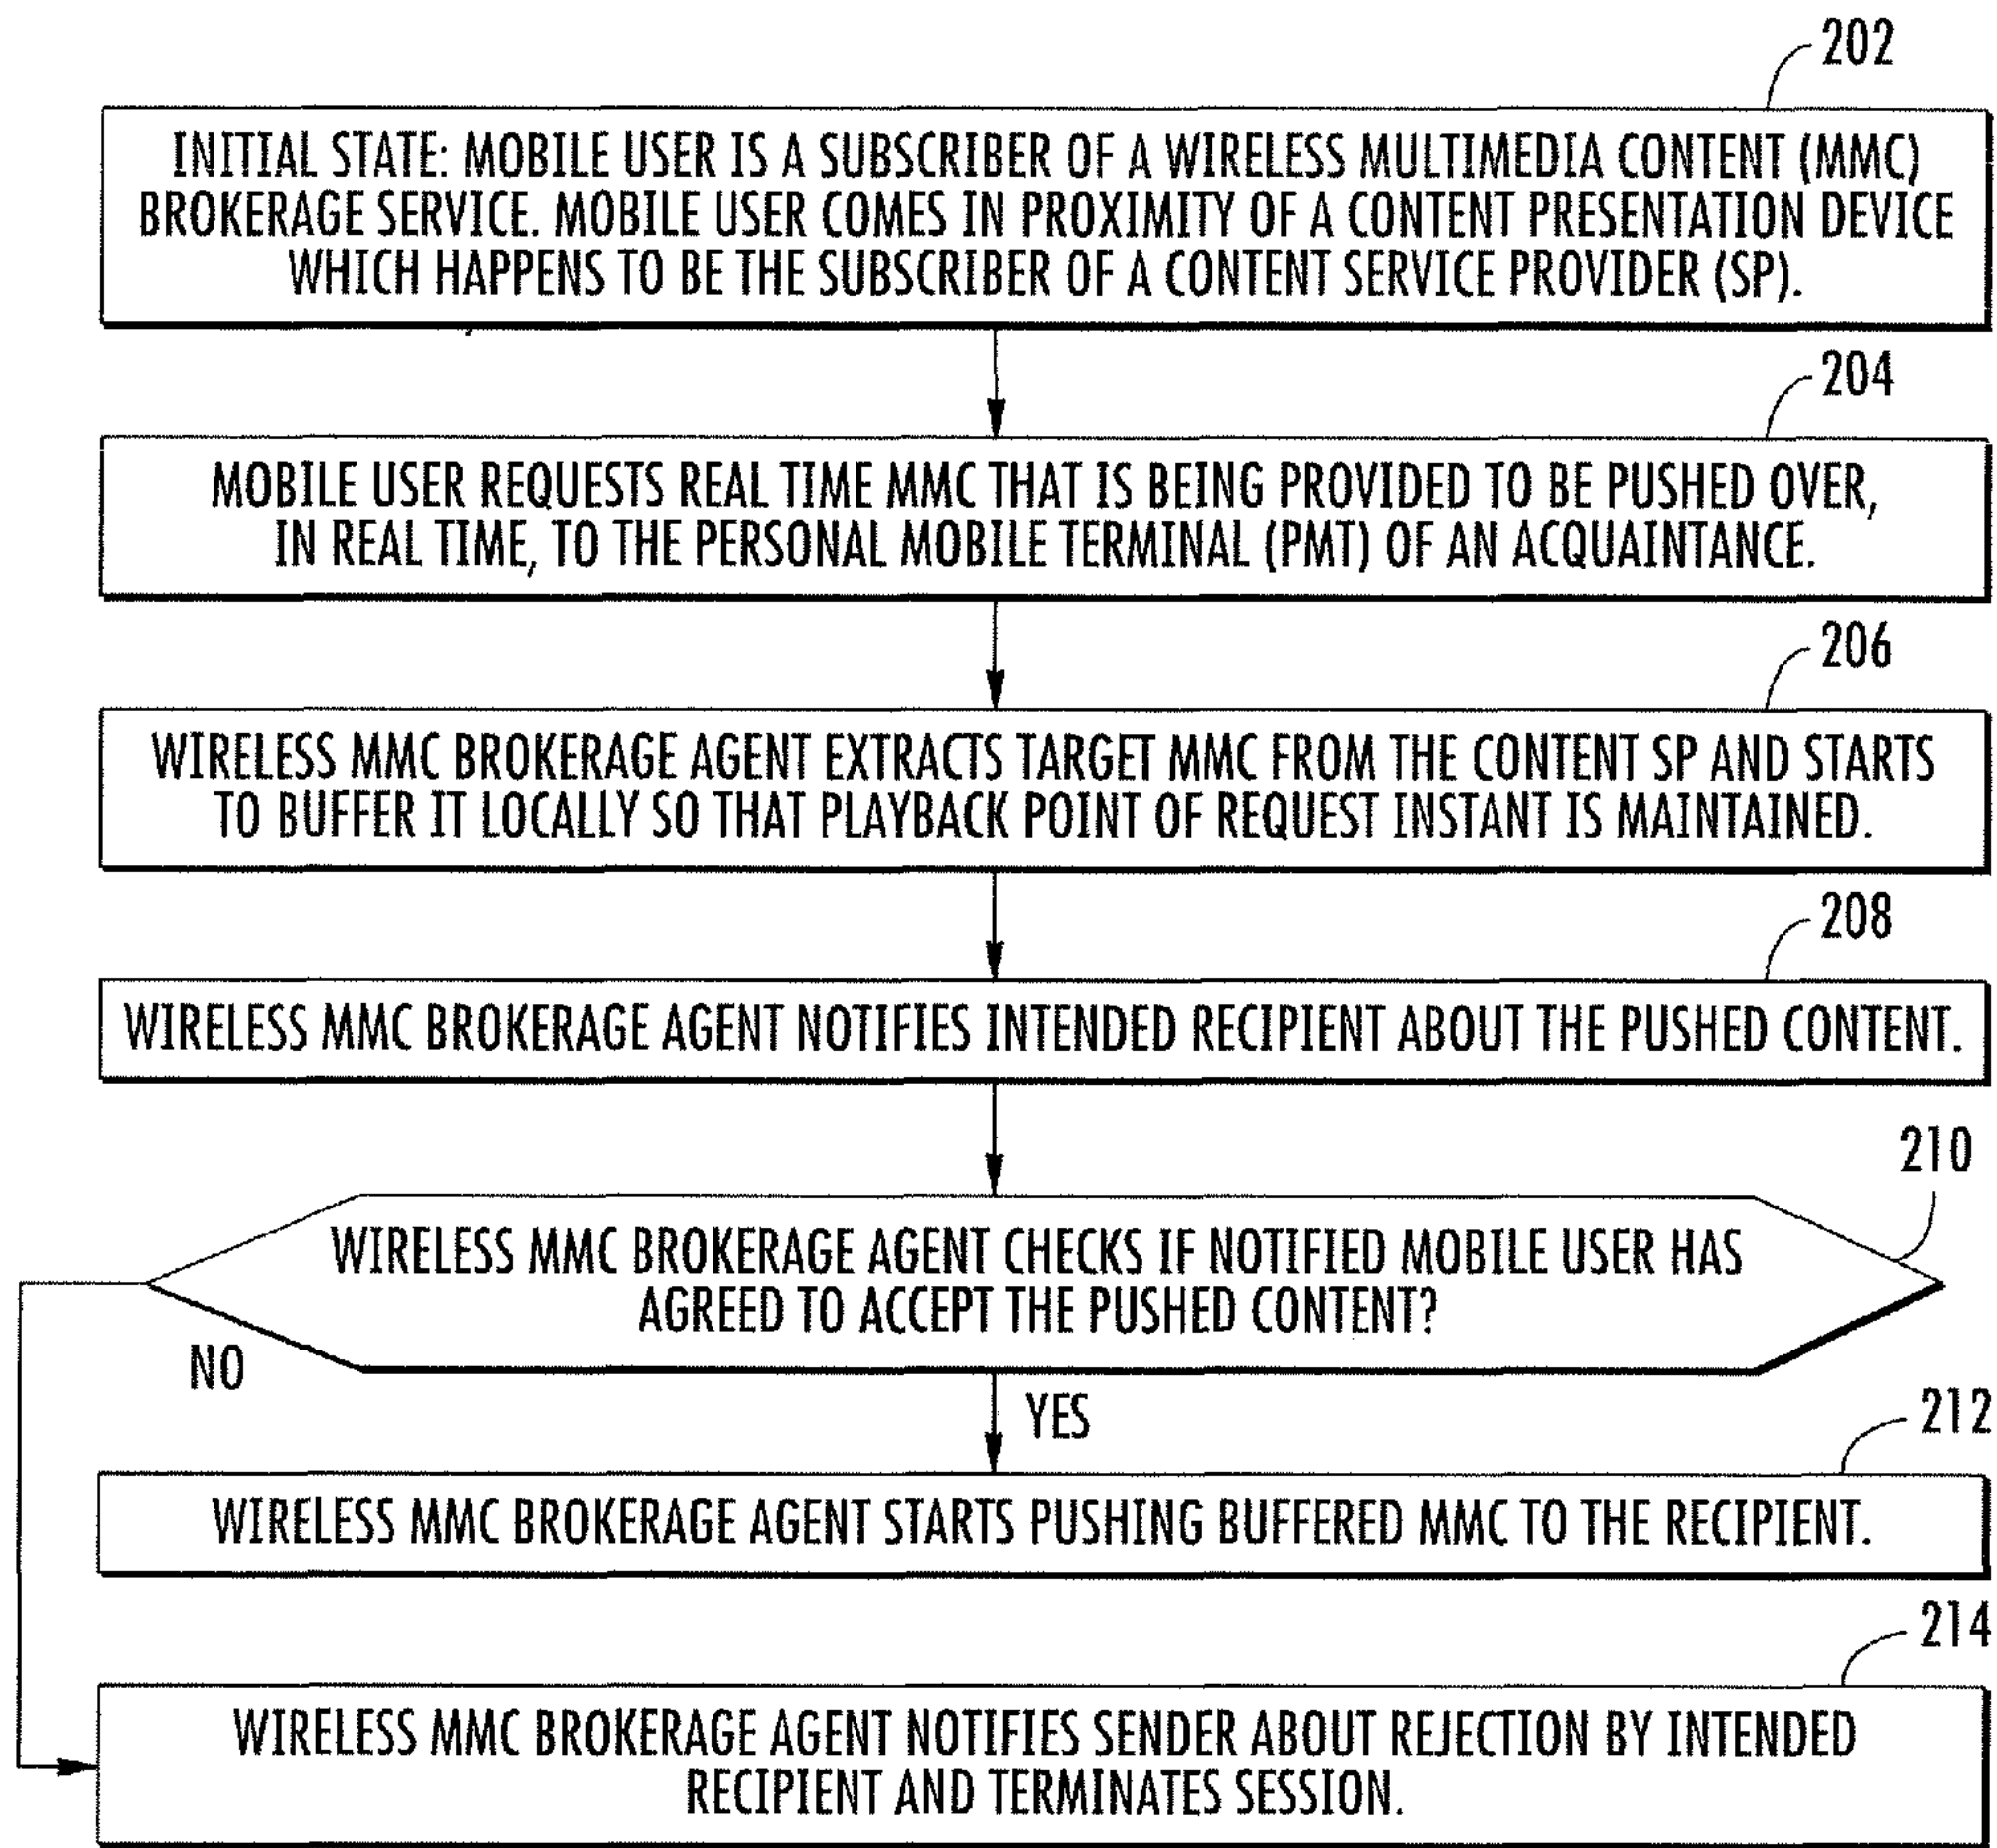 202
INITIAL STATE: MOBILE USER IS A SUBSCRIBER OF A WIRELESS MULTIMEDIA CONTENT (MMC)
BROKERAGE SERVICE. MOBILE USER COMES IN PROXIMITY OF A CONTENT PRESENTATION DEVICE
WHICH HAPPENS TO BE THE SUBSCRIBER OF A CONTENT SERVICE PROVIDER (SP).
204
MOBILE USER REQUESTS REAL TIME MMC THAT IS BEING PROVIDED TO BE PUSHED OVER,
IN REAL TIME, TO THE PERSONAL MOBILE TERMINAL (PMT) OF AN ACQUAINTANCE.
206
WIRELESS MMC BROKERAGE AGENT EXTRACTS TARGET MMC FROM THE CONTENT SP AND STARTS
TO BUFFER IT LOCALLY SO THAT PLAYBACK POINT OF REQUEST INSTANT IS MAINTAINED.
208
WIRELESS MMC BROKERAGE AGENT NOTIFIES INTENDED RECIPIENT ABOUT THE PUSHED CONTENT.
210
WIRELESS MMC BROKERAGE AGENT CHECKS IF NOTIFIED MOBILE USER HAS
AGREED TO ACCEPT THE PUSHED CONTENT?
NO
YES
212
WIRELESS MMC BROKERAGE AGENT STARTS PUSHING BUFFERED MMC TO THE RECIPIENT.
214
WIRELESS MMC BROKERAGE AGENT NOTIFIES SENDER ABOUT REJECTION BY INTENDED
RECIPIENT AND TERMINATES SESSION.